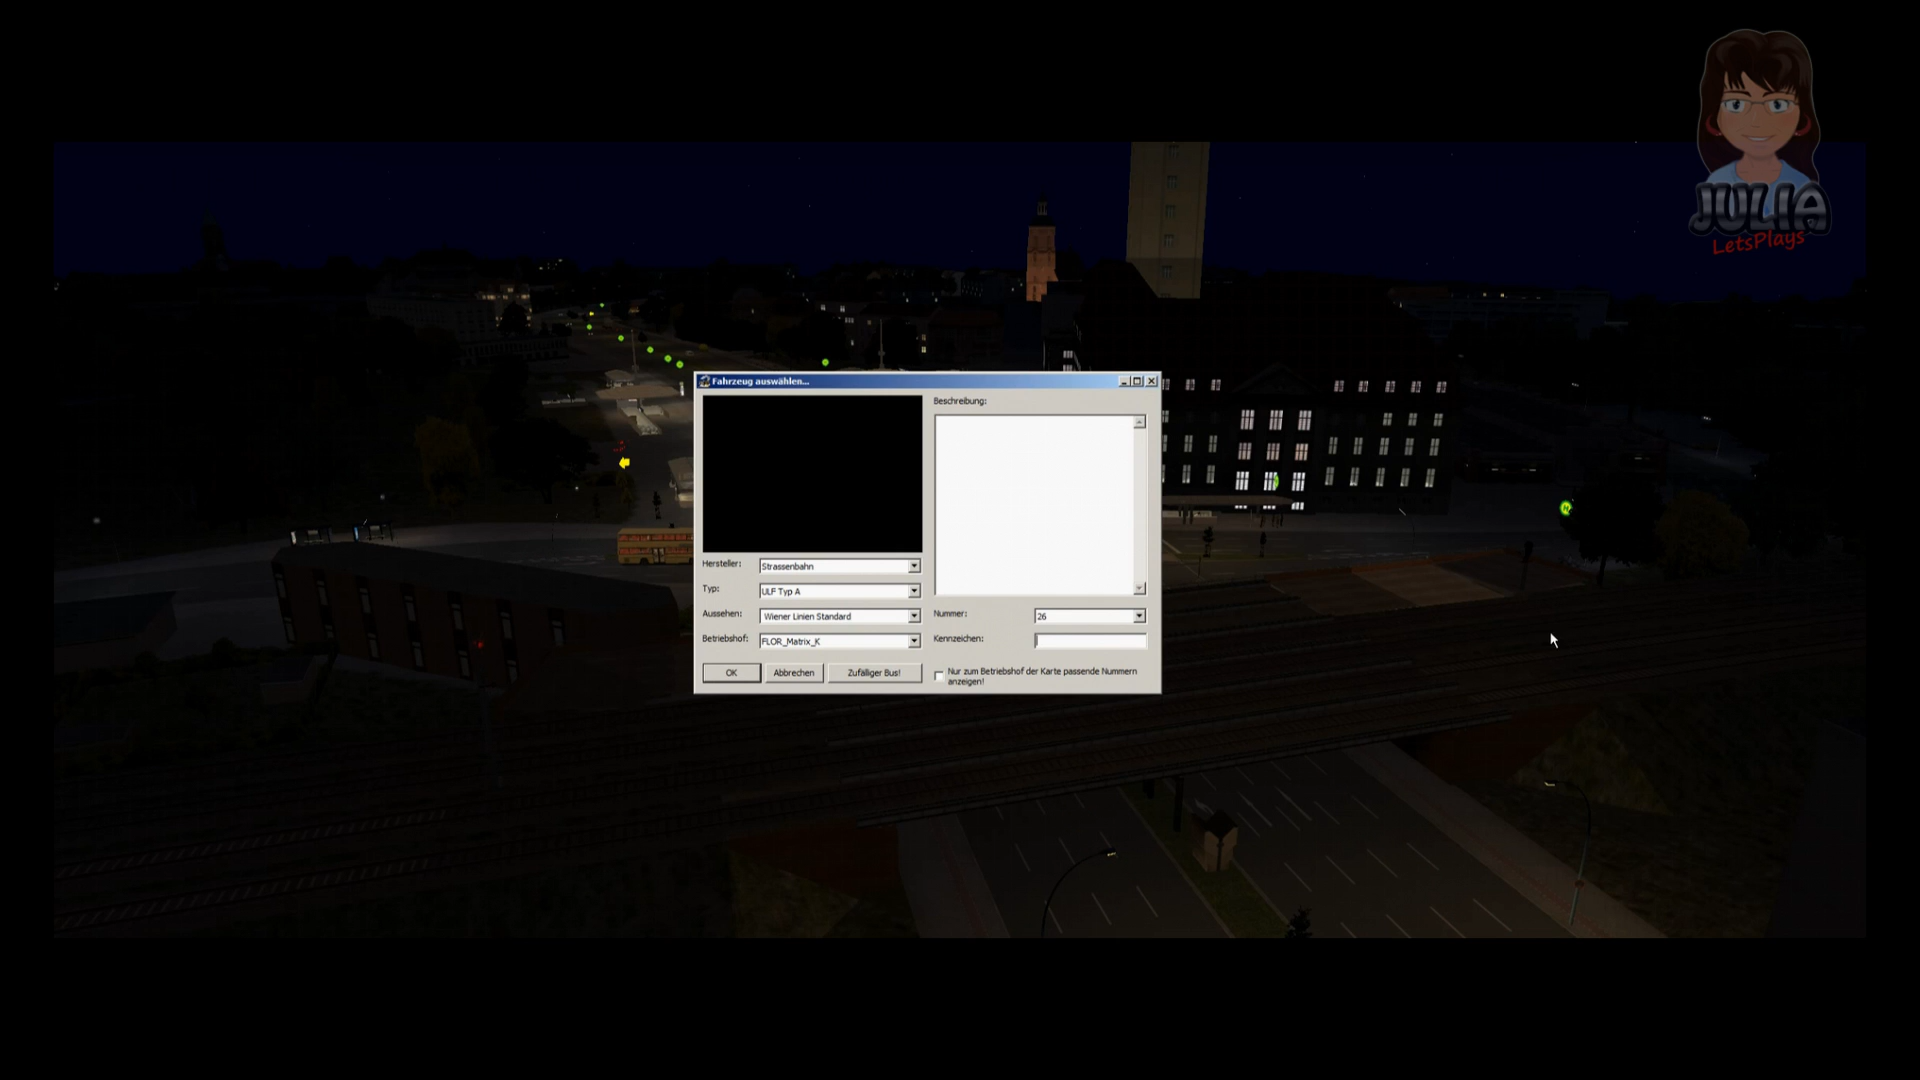 JULIA
LetsPlays
Fahrzeug auswählen...
Beschreibung:
Hersteller:
Strassenbahn
Typ:
ULF Typ A
Aussehen:
Wiener Linien Standard
Nummer:
26
Betriebshof:
FLOR_Matrix_K
Kennzeichen:
OK
Abbrechen
Zufälliger Bus!
Nur zum Betriebshof der Karte passende Nummern
anzeigen!